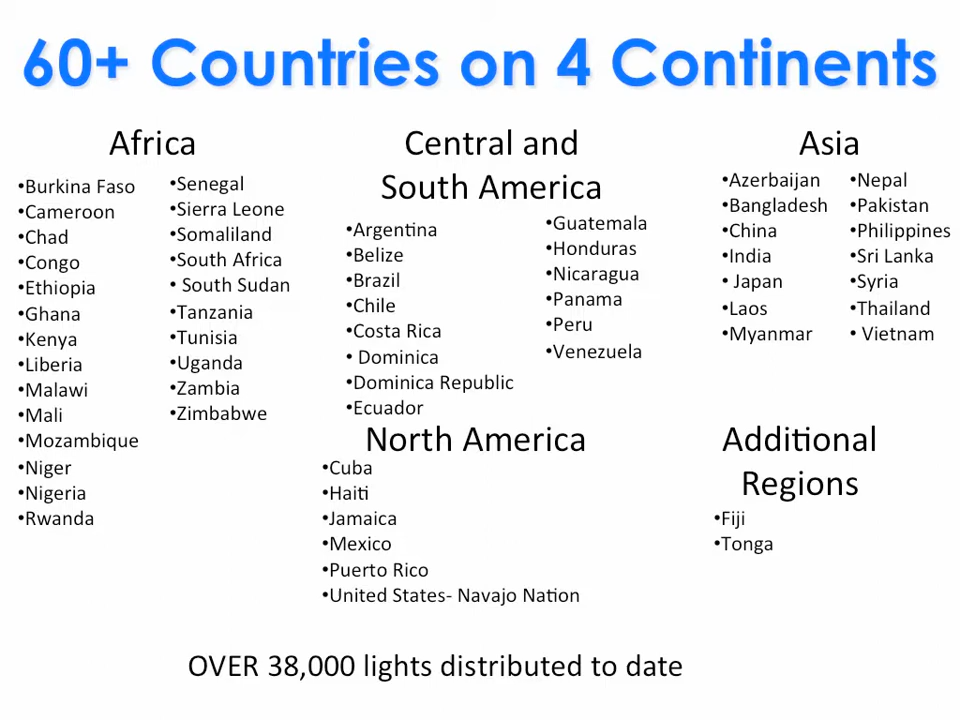 60+ Countries on 4 Continents
Africa
•Burkina Faso
•Cameroon
•Chad
•Congo
•Ethiopia
•Ghana
•Kenya
•Liberia
•Malawi
•Mali
•Mozambique
•Niger
•Nigeria
•Rwanda
•Senegal
•Sierra Leone
•Somaliland
•South Africa
• South Sudan
•Tanzania
•Tunisia
•Uganda
•Zambia
•Zimbabwe
Central and
South America
•Argentina
•Belize
•Brazil
•Chile
•Costa Rica
• Dominica
•Dominica Republic
•Ecuador
•Guatemala
•Honduras
•Nicaragua
•Panama
•Peru
•Venezuela
North America
•Cuba
•Haiti
•Jamaica
•Mexico
•Puerto Rico
•United States- Navajo Nation
Asia
•Azerbaijan
•Bangladesh
•China
•India
• Japan
•Laos
•Myanmar
•Nepal
•Pakistan
•Philippines
•Sri Lanka
•Syria
•Thailand
• Vietnam
Additional
Regions
•Fiji
•Tonga
OVER 38,000 lights distributed to date